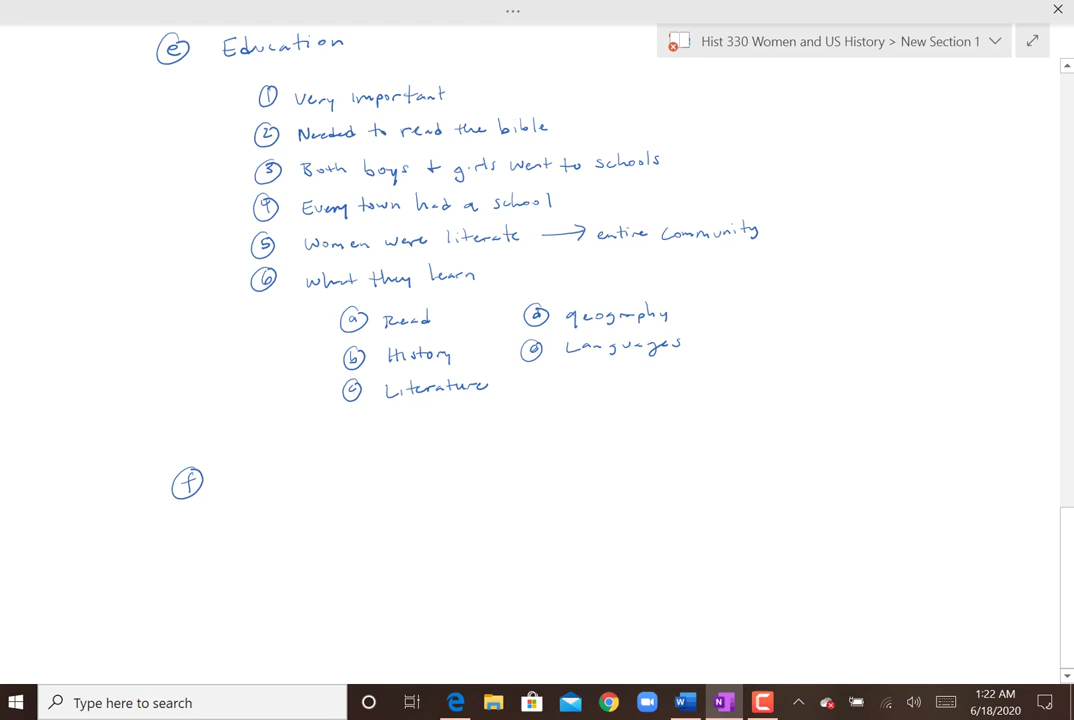 Hist 330 Women and US History > New Section 1
e Education
1 Very important
2 Needed to read the bible
3 Both boys + girls went to schools
4 Every town had a school
5 Women were literate → entire community
6 What they learn
a Read
b History
c Literature
d geography
e Languages
f
Type here to search
1:22 AM
6/18/2020